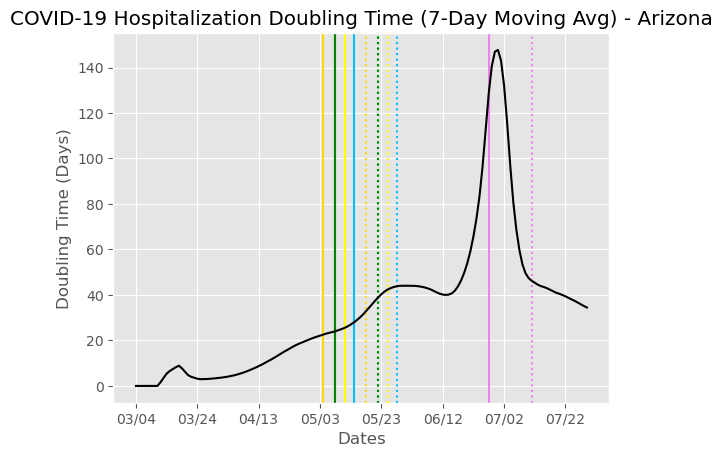 COVID-19 Hospitalization Doubling Time (7-Day Moving Avg) - Arizona
Doubling Time (Days)
140
120
100
80
60
40
20
0
03/04 03/24 04/13 05/03 05/23 06/12 07/02 07/22
Dates